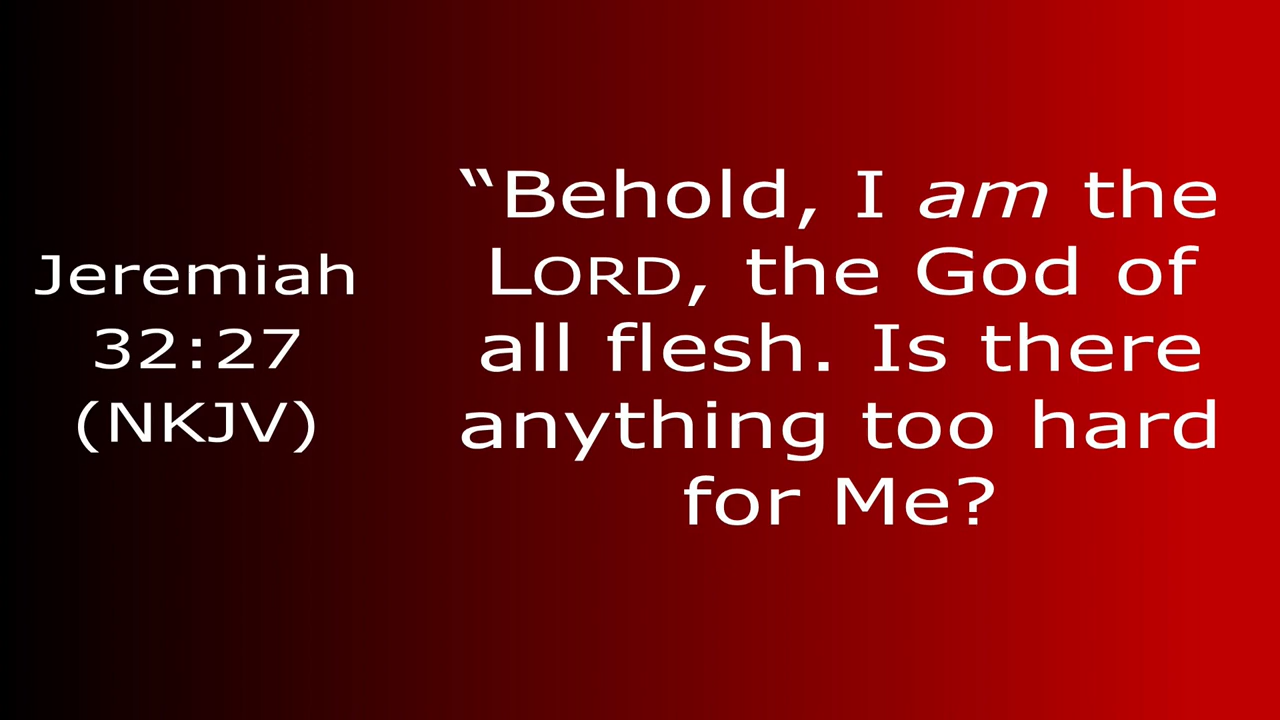 Jeremiah
32:27
(NKJV)
“Behold, I am the
LORD, the God of
all flesh. Is there
anything too hard
for Me?